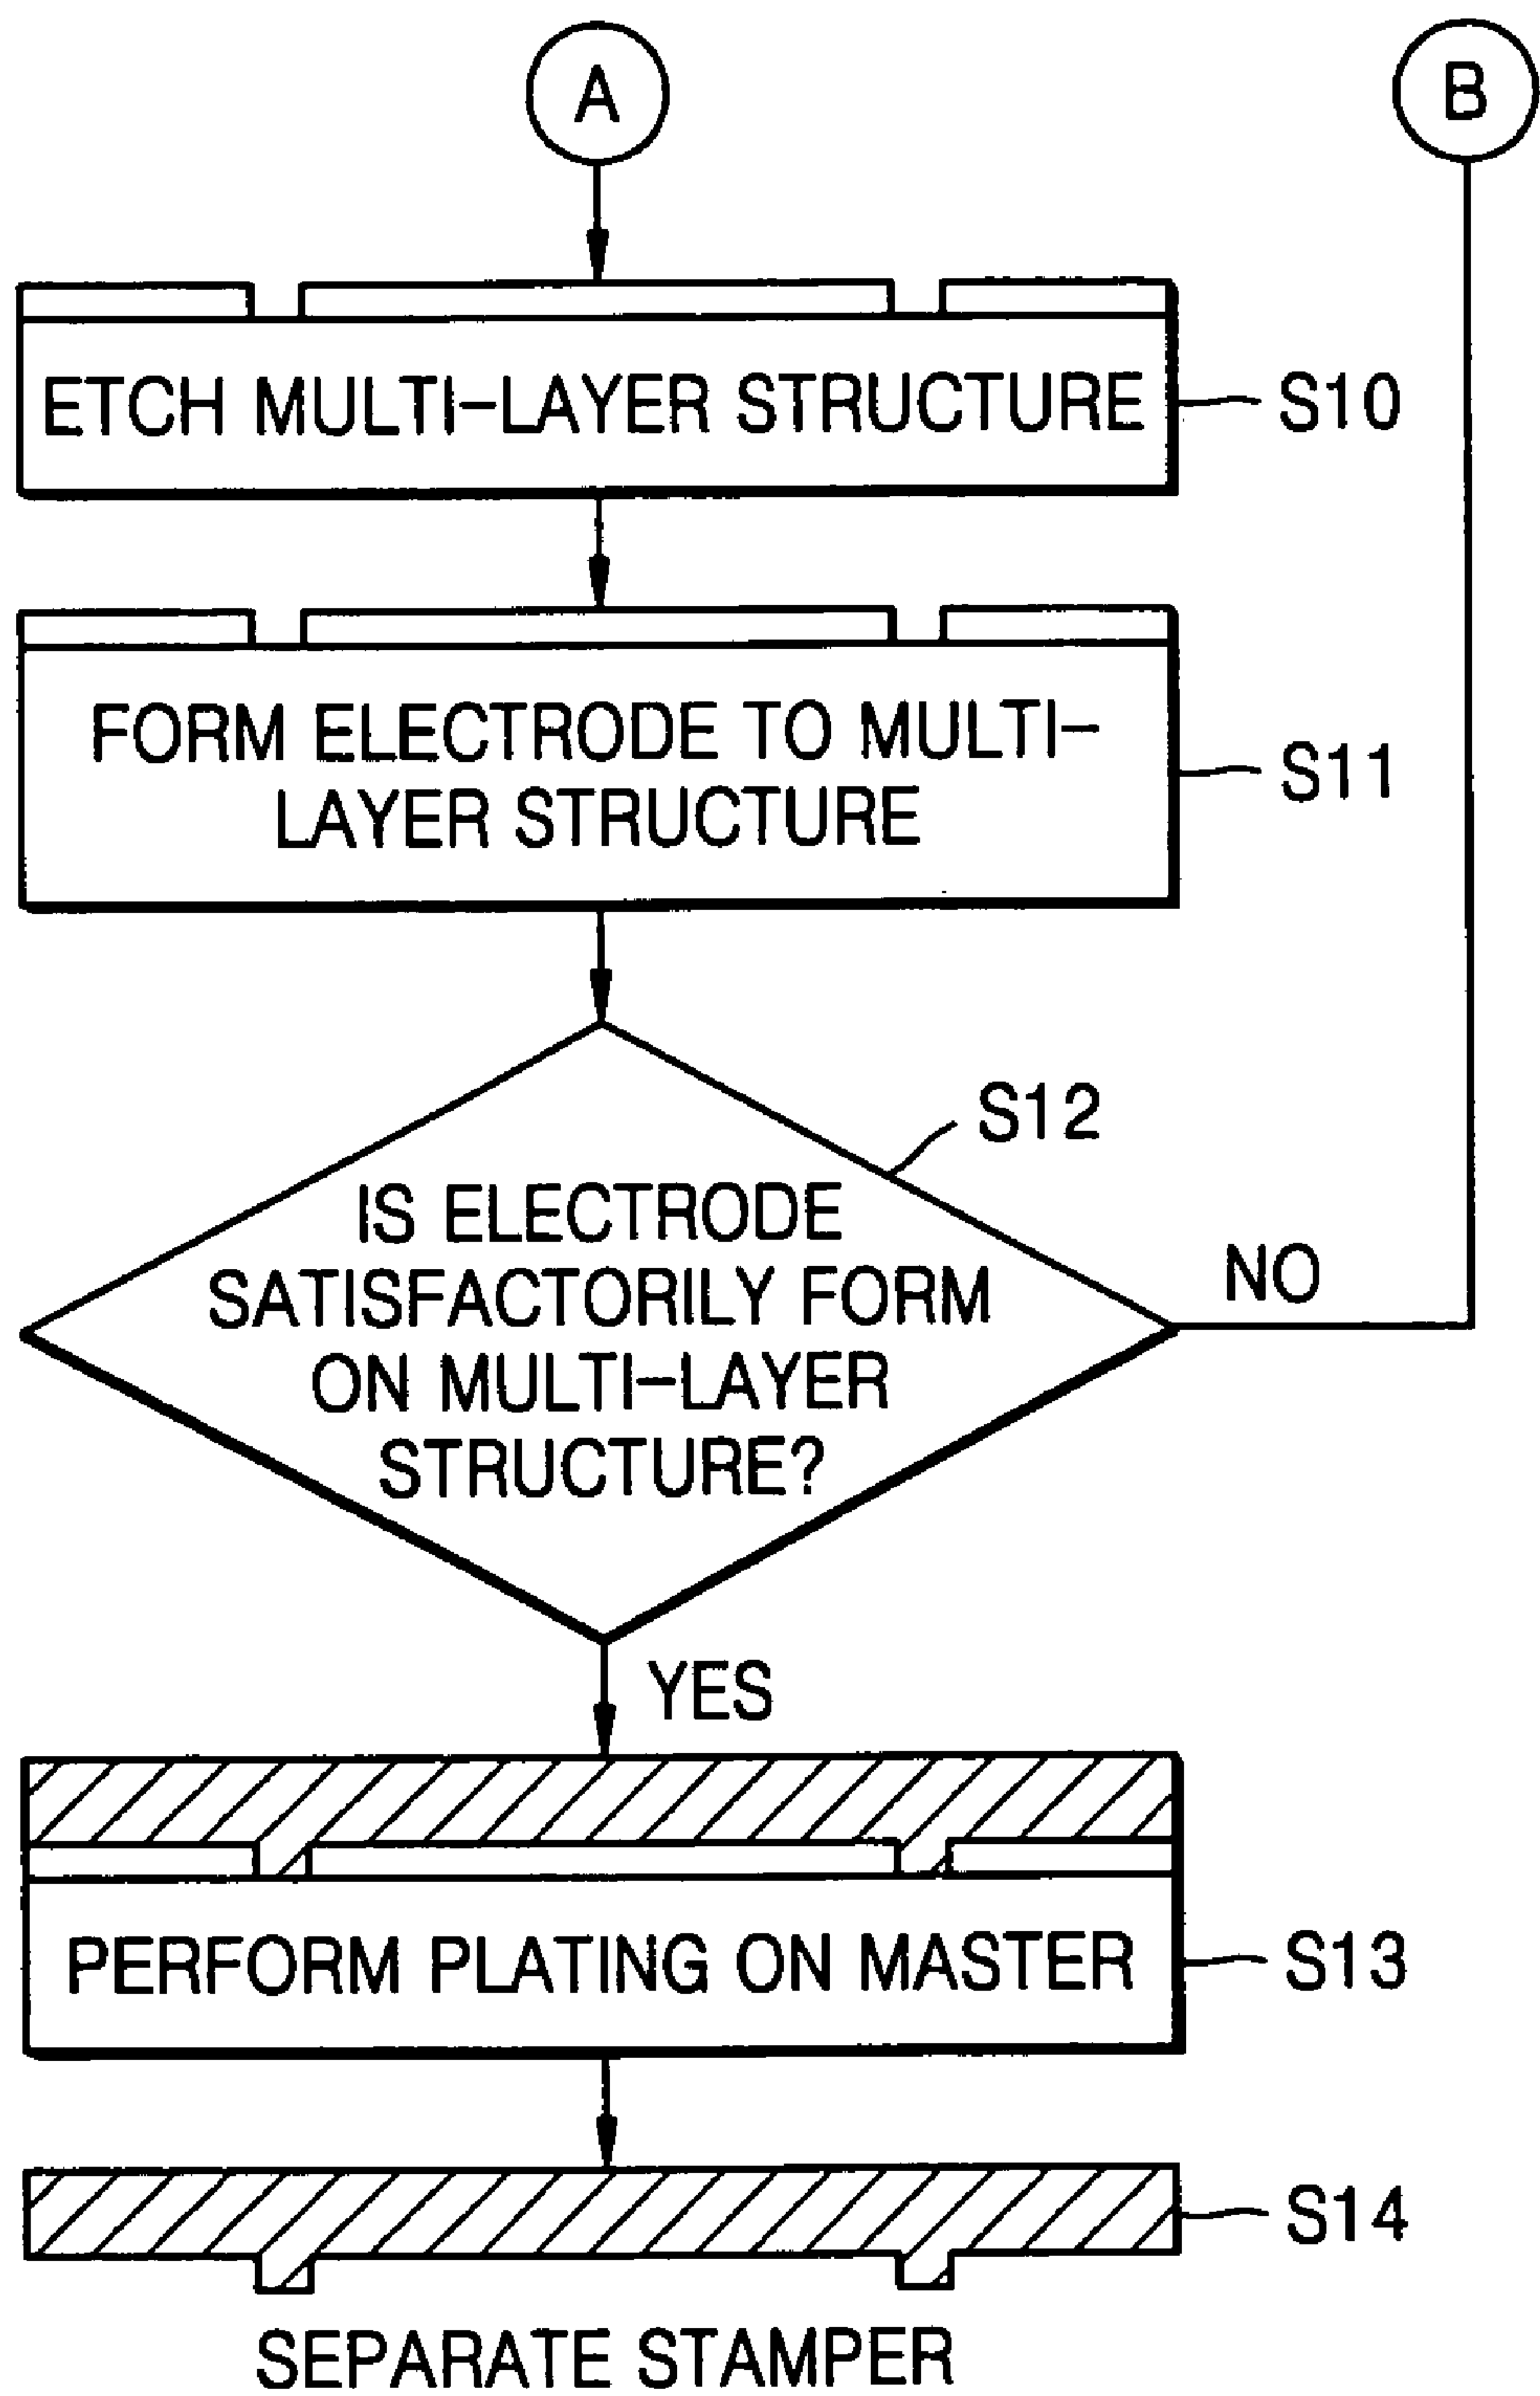 A
B
ETCH MULTI-LAYER STRUCTURE
S10
FORM ELECTRODE TO MULTI-
LAYER STRUCTURE
S11
S12
IS ELECTRODE
SATISFACTORILY FORM
ON MULTI-LAYER
STRUCTURE?
NO
YES
PERFORM PLATING ON MASTER
S13
S14
SEPARATE STAMPER